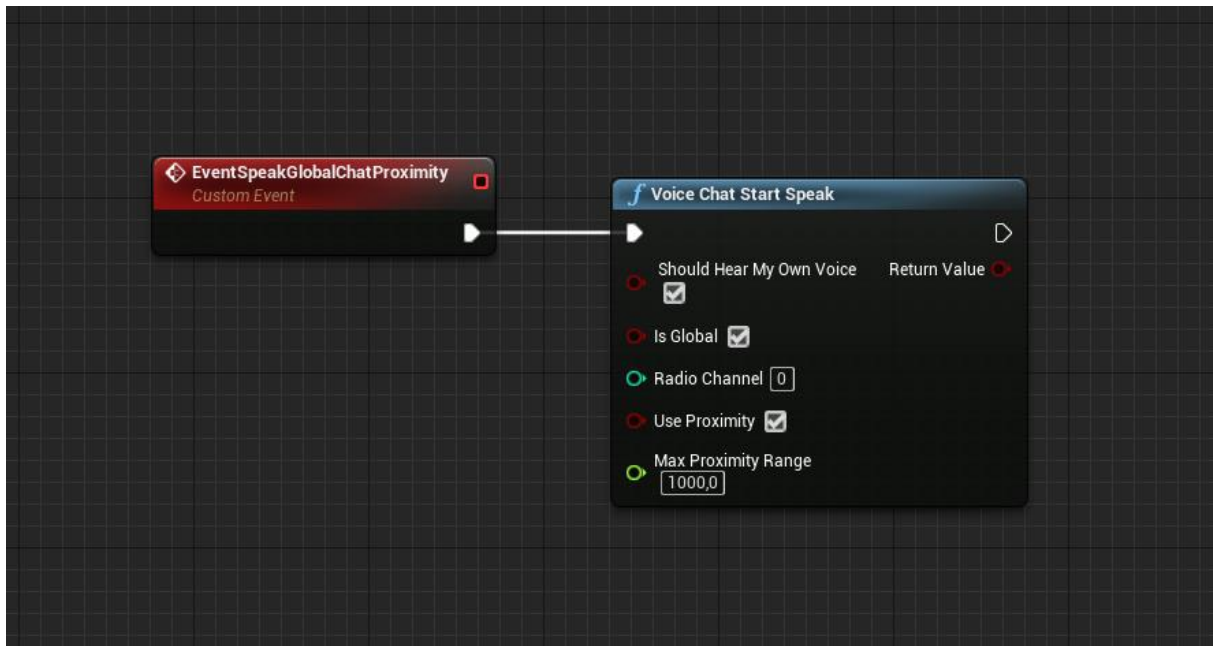 EventSpeakGlobalChatProximity
Custom Event
f Voice Chat Start Speak
Should Hear My Own Voice Return Value
Is Global
Radio Channel 0
Use Proximity
Max Proximity Range
1000,0